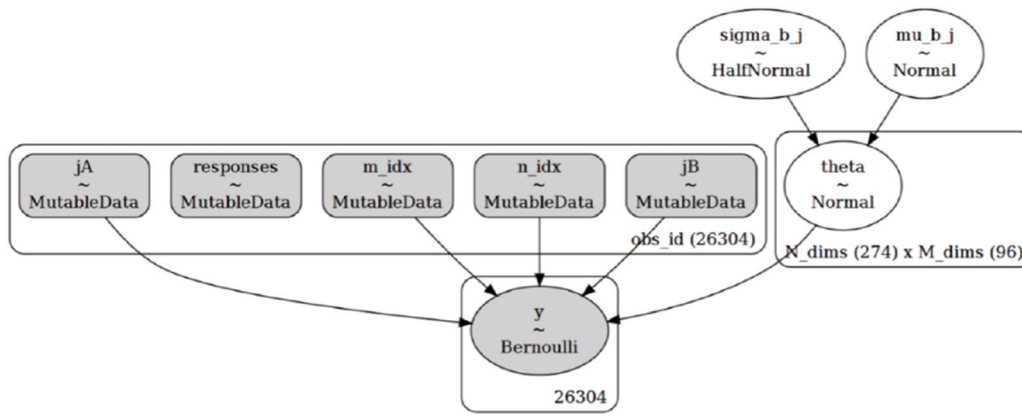 sigma_b_j
~
HalfNormal
mu_b_j
~
Normal
jA
~
MutableData
responses
~
MutableData
m_idx
~
MutableData
n_idx
~
MutableData
jB
~
MutableData
obs_id (26304)
theta
~
Normal
N_dims (274) x M_dims (96)
y
~
Bernoulli
26304